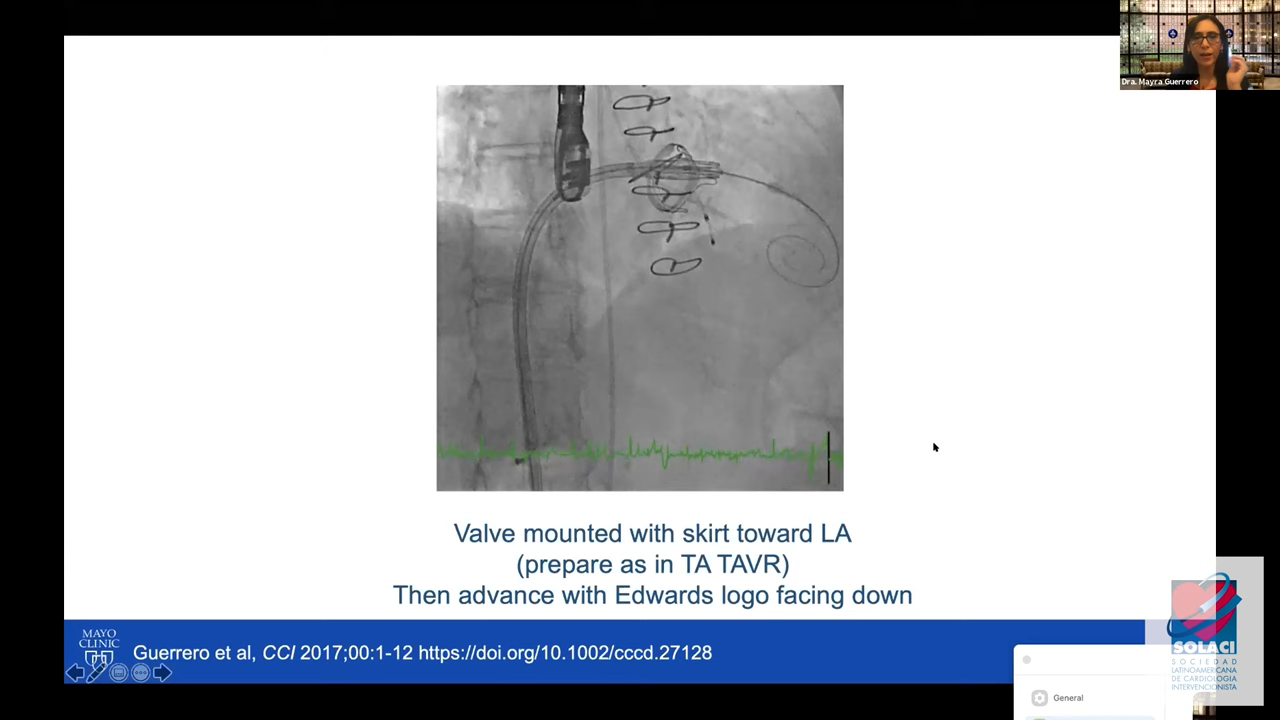 Dra. Mayra Guerrero
Valve mounted with skirt toward LA
(prepare as in TA TAVR)
Then advance with Edwards logo facing down
MAYO
CLINIC
Guerrero et al, CCI 2017;00:1-12 https://doi.org/10.1002/cccd.27128
SOLACI
SOCIEDAD
LATINOAMERICANA
DE CARDIOLOGIA
INTERVENCIONISTA
General